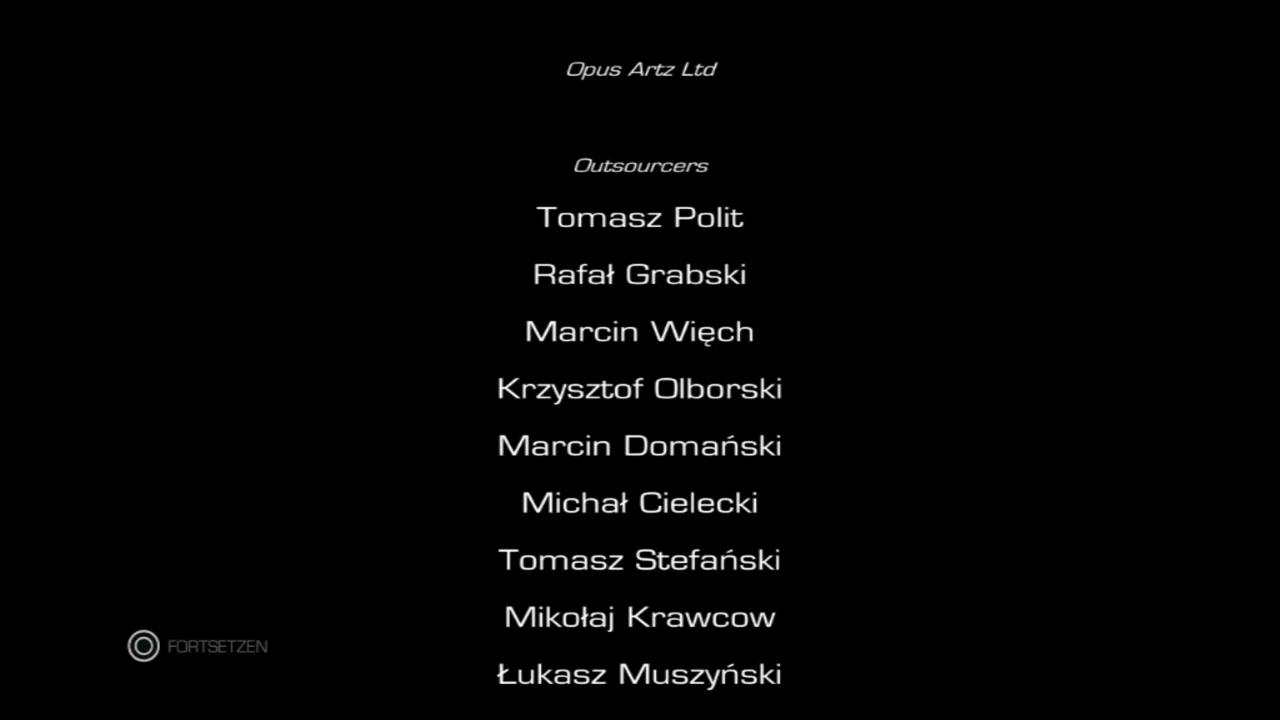 Opus Artz Ltd
Outsourcers
Tomasz Polit
Rafał Grabski
Marcin Więch
Krzysztof Olborski
Marcin Domański
Michał Cielecki
Tomasz Stefański
Mikołaj Krawcow
FORTSETZEN
Łukasz Muszyński